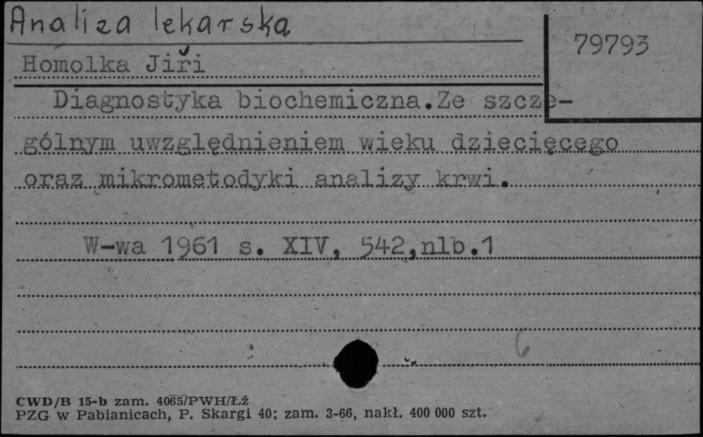 Analiza lekarska
79793
Homolka Jiři
Diagnostyka biochemiczna.Ze szcze-
gólnym uwzględnieniem wieku dziecięcego
oraz mikrometodyki analizy krwi.
W-wa 1961 s. XIV, 542,nlb.1
6
CWD/B 15-b zam. 4065/PWH/Łż
PZG w Pabianicach, P. Skargi 40; zam. 3-66, nakł. 400 000 szt.